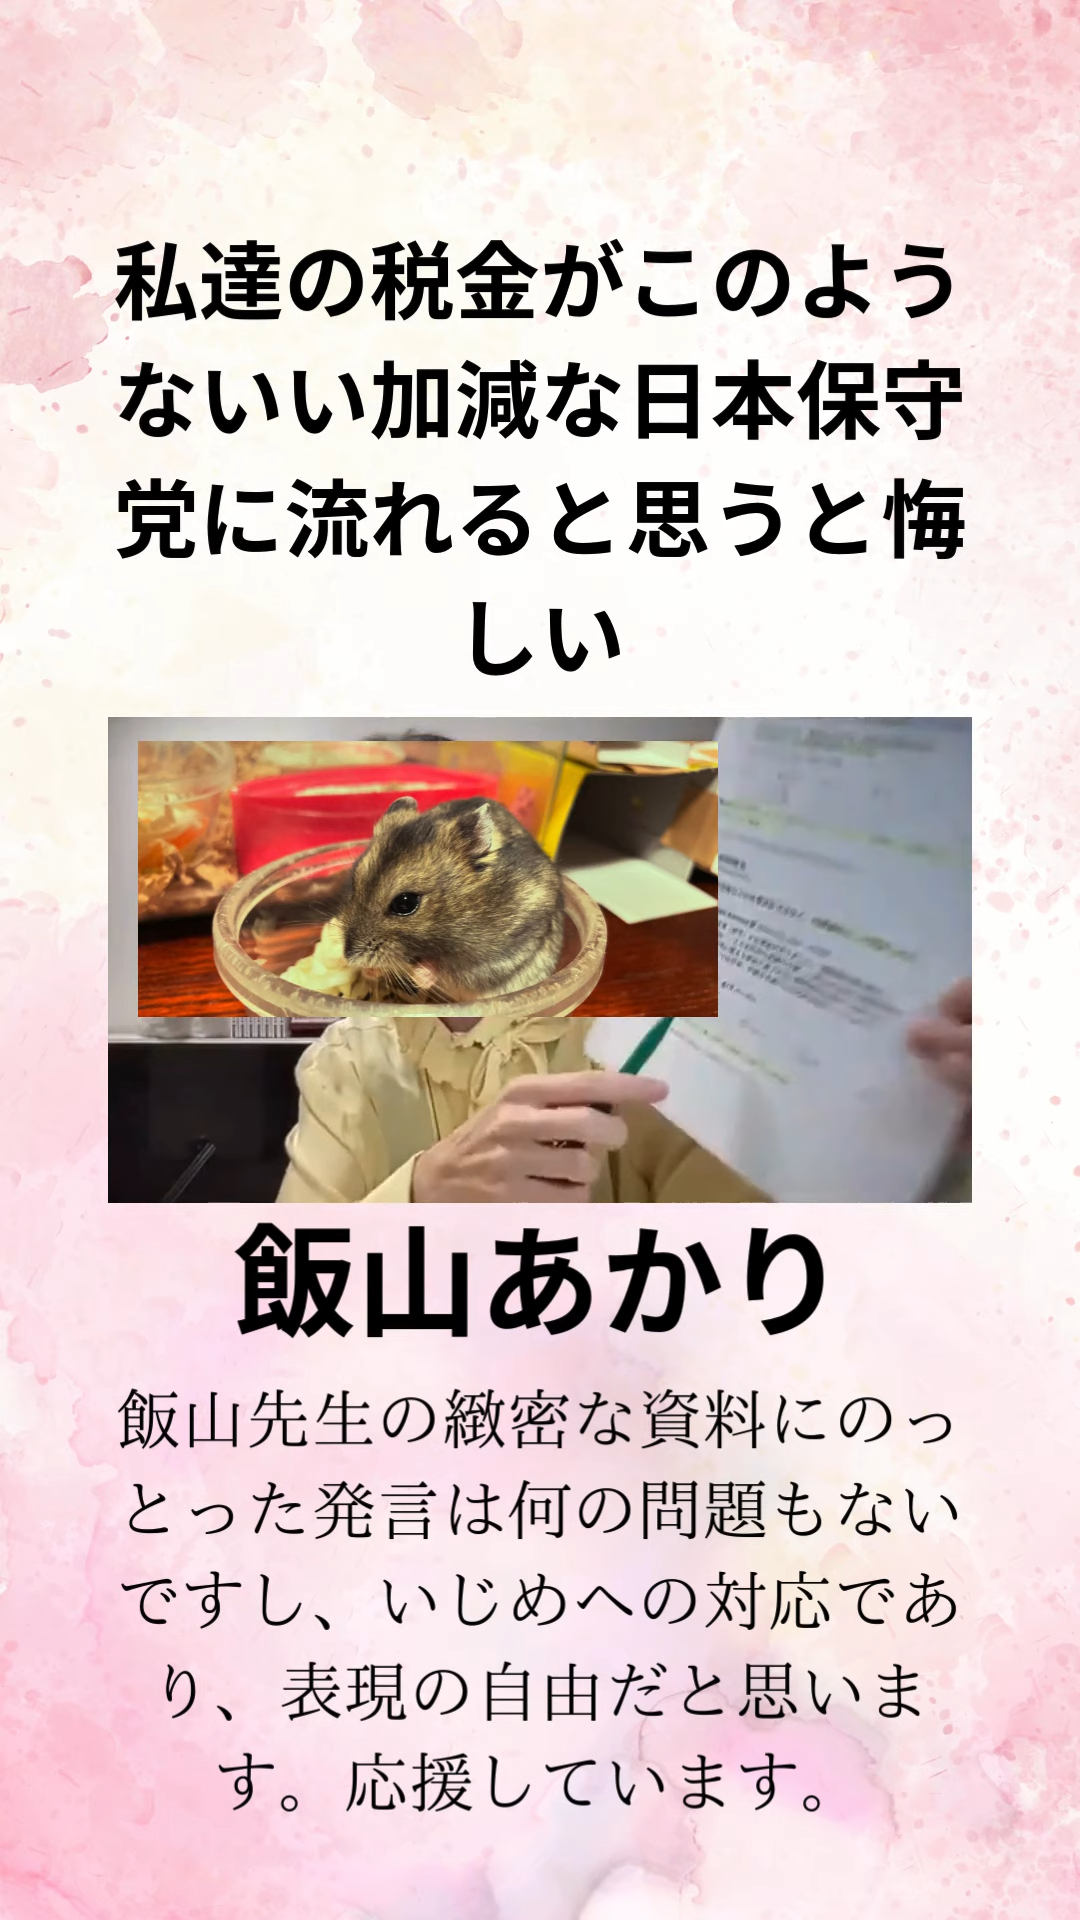 私達の税金がこのよう
ないい加減な日本保守
党に流れると思うと悔
しい
飯山あかり
飯山先生の緻密な資料にのっ
とった発言は何の問題もない
ですし、いじめへの対応であ
り、表現の自由だと思いま
す。応援しています。